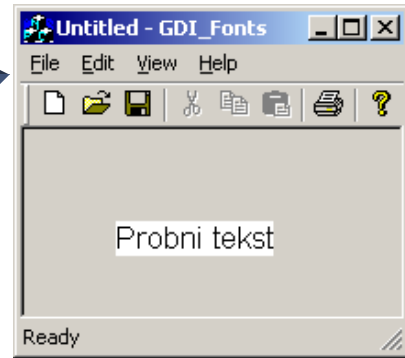 Untitled - GDI_Fonts
File Edit View Help
?
Probni tekst
Ready